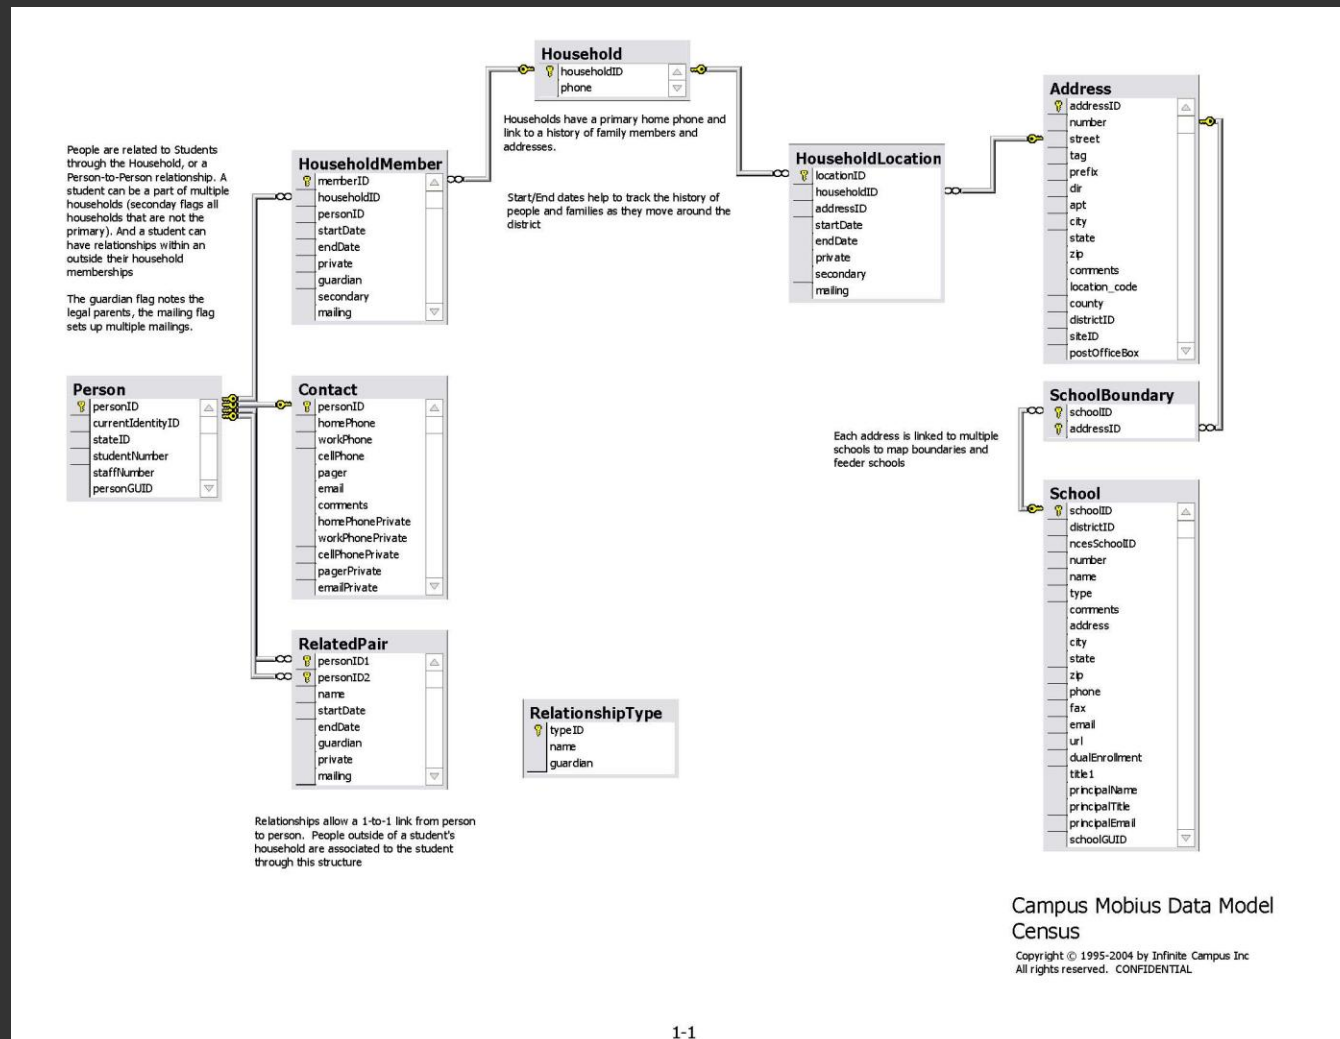 Household
householdID
phone
Households have a primary home phone and
link to a history of family members and
addresses.
Start/End dates help to track the history of
people and families as they move around the
district
People are related to Students
through the Household, or a
Person-to-Person relationship. A
student can be a part of multiple
households (seconday flags all
households that are not the
primary). And a student can
have relationships within an
outside their household
memberships
The guardian flag notes the
legal parents, the mailing flag
sets up multiple mailings.
HouseholdMember
memberID
householdID
personID
startDate
endDate
private
guardian
secondary
mailing
HouseholdLocation
locationID
householdID
addressID
startDate
endDate
private
secondary
mailing
Address
addressID
number
street
tag
prefix
dir
apt
city
state
zip
comments
location_code
county
districtID
siteID
postOfficeBox
Person
personID
currentIdentityID
stateID
studentNumber
staffNumber
personGUID
Contact
personID
homePhone
workPhone
cellPhone
pager
email
comments
homePhonePrivate
workPhonePrivate
cellPhonePrivate
pagerPrivate
emailPrivate
SchoolBoundary
schoolID
addressID
Each address is linked to multiple
schools to map boundaries and
feeder schools
School
schoolID
districtID
ncesSchoolID
number
name
type
comments
address
city
state
zip
phone
fax
email
url
dualEnrollment
title1
principalName
principalTitle
principalEmail
schoolGUID
RelatedPair
personID1
personID2
name
startDate
endDate
guardian
private
mailing
RelationshipType
typeID
name
guardian
Relationships allow a 1-to-1 link from person
to person. People outside of a student's
household are associated to the student
through this structure
Campus Mobius Data Model
Census
Copyright © 1995-2004 by Infinite Campus Inc
All rights reserved. CONFIDENTIAL
1-1